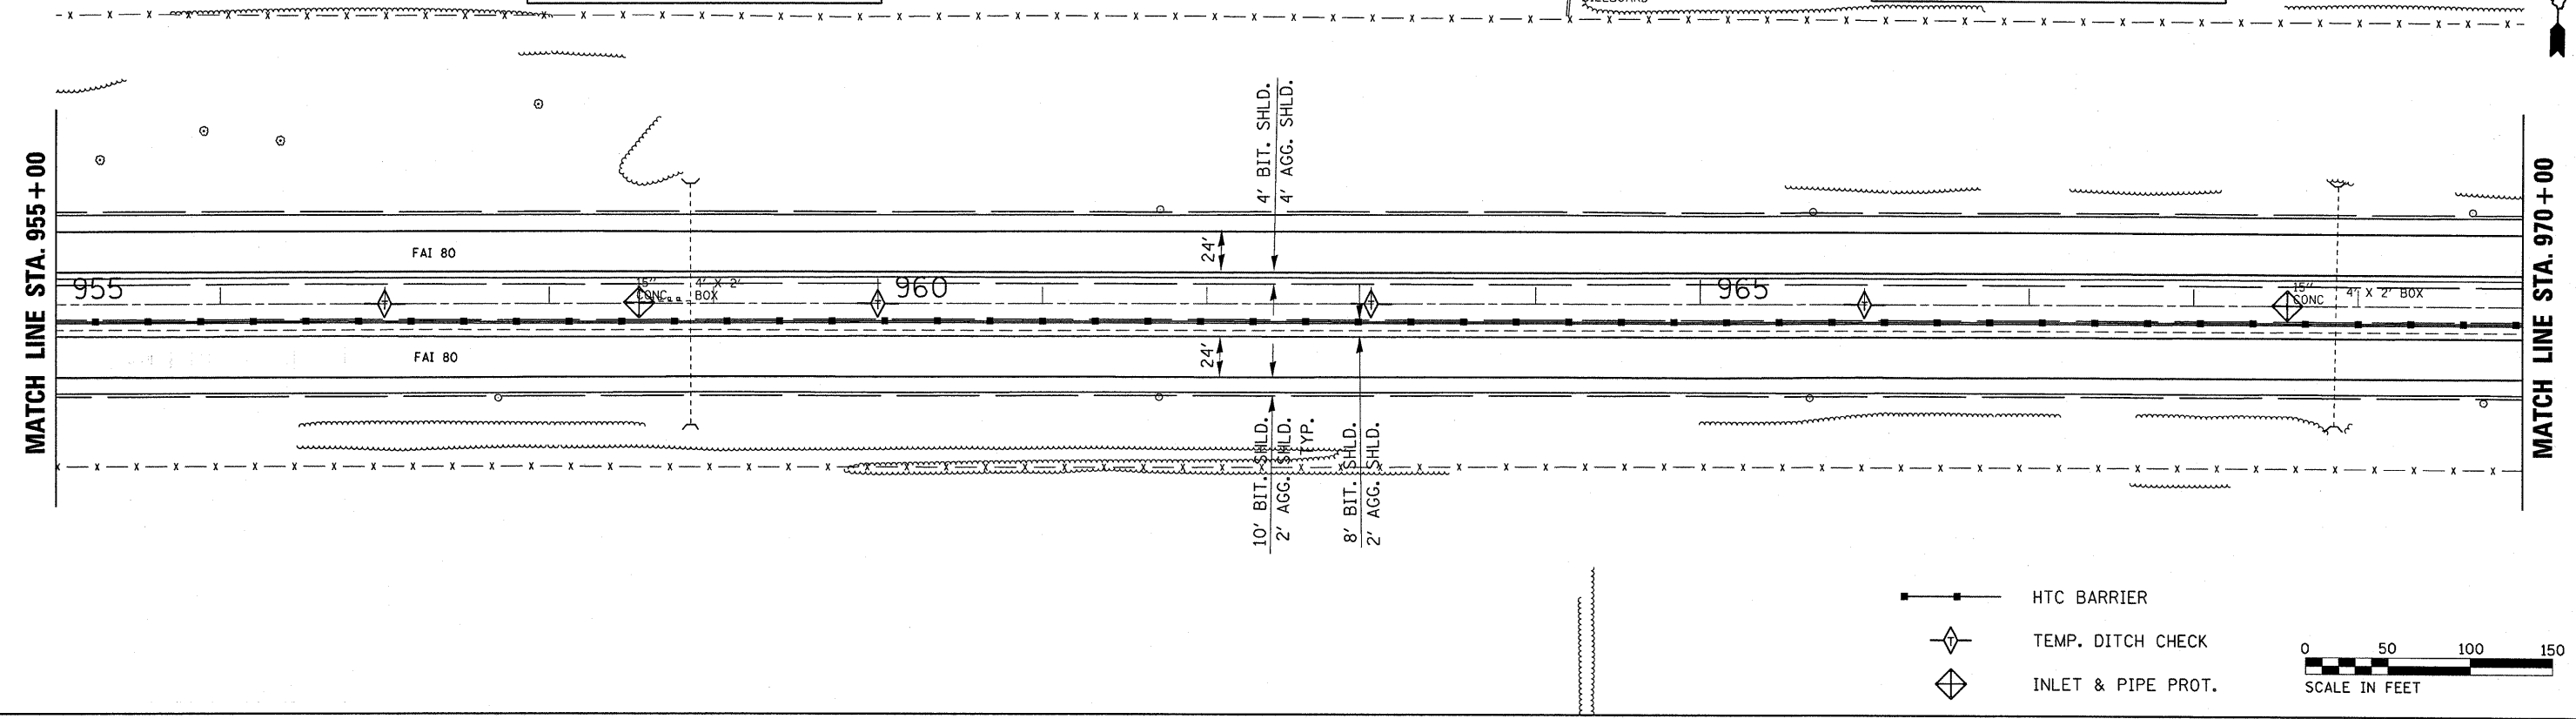 MATCH LINE STA. 955+00
4' BIT. SHLD.
4' AGG. SHLD.
MATCH LINE STA. 970+00
FAI 80
24'
955
15"
CONC
4' X 2'
BOX
960
965
15"
CONC
4' X 2' BOX
FAI 80
24'
10' BIT. SHLD.
2' AGG. SHLD.
TYP.
8' BIT. SHLD.
2' AGG. SHLD.
HTC BARRIER
T TEMP. DITCH CHECK
INLET & PIPE PROT.
0 50 100 150
SCALE IN FEET